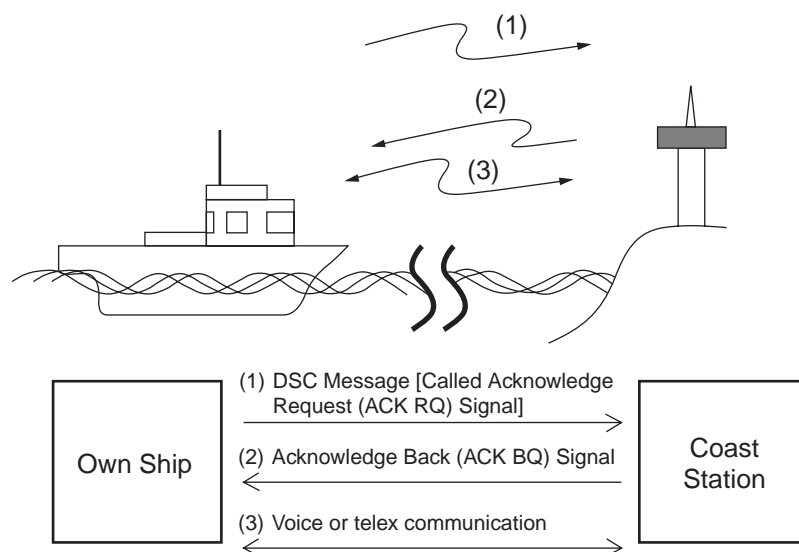 (1)
(2)
(3)
(1) DSC Message [Called Acknowledge
Request (ACK RQ) Signal]
Own Ship
(2) Acknowledge Back (ACK BQ) Signal
Coast
Station
(3) Voice or telex communication